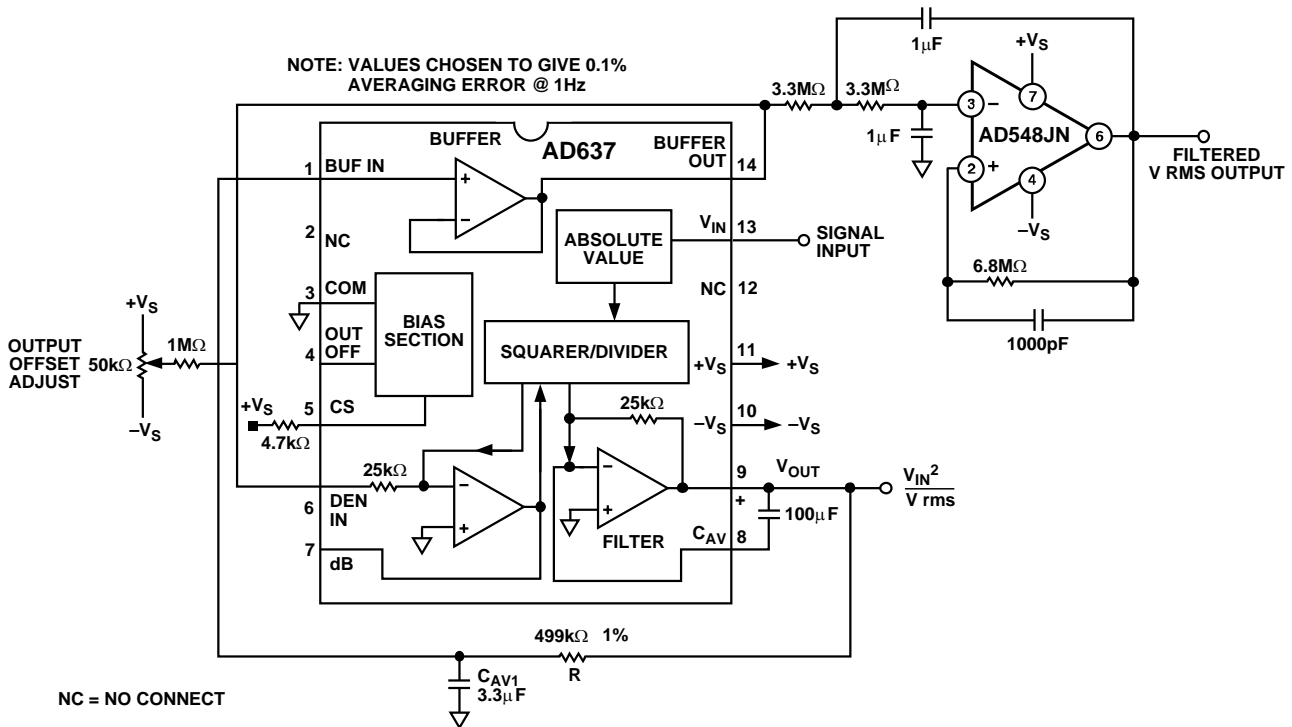 1µF
+VS
NOTE: VALUES CHOSEN TO GIVE 0.1%
AVERAGING ERROR @ 1Hz
3.3MΩ
3.3MΩ
7
3
−
BUFFER
AD637
BUFFER
OUT
1µF
AD548JN
6
FILTERED
V RMS OUTPUT
1
BUF IN
+
−
14
2
+
4
−VS
VIN
13
SIGNAL
INPUT
ABSOLUTE
VALUE
2
NC
6.8MΩ
NC
12
3
COM
BIAS
SECTION
1000pF
+VS
OUTPUT
OFFSET
ADJUST
50kΩ
1MΩ
−VS
4
OUT
OFF
SQUARER/DIVIDER
+VS
11
+VS
+VS
5
CS
4.7kΩ
25kΩ
−VS
10
−VS
25kΩ
−
+
−
+
9
VOUT
VIN2
V rms
+
6
DEN
IN
100µF
FILTER
CAV
8
7
dB
499kΩ 1%
R
CAV1
3.3µF
NC = NO CONNECT